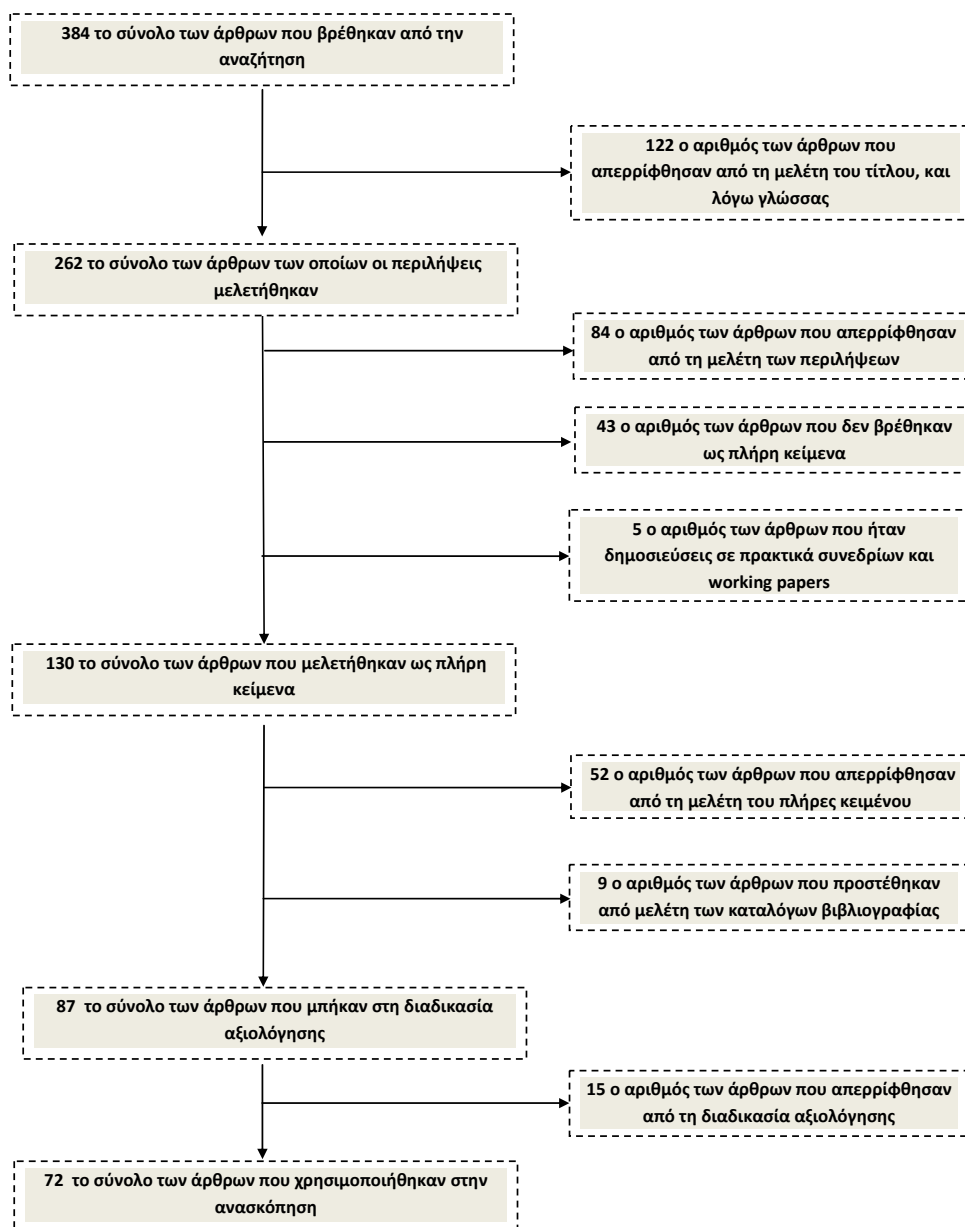 384 το σύνολο των άρθρων που βρέθηκαν από την
αναζήτηση
122 ο αριθμός των άρθρων που
απερρίφθησαν από τη μελέτη του τίτλου, και
λόγω γλώσσας
262 το σύνολο των άρθρων των οποίων οι περιλήψεις
μελετήθηκαν
84 ο αριθμός των άρθρων που απερρίφθησαν
από τη μελέτη των περιλήψεων
43 ο αριθμός των άρθρων που δεν βρέθηκαν
ως πλήρη κείμενα
5 ο αριθμός των άρθρων που ήταν
δημοσιεύσεις σε πρακτικά συνεδρίων και
working papers
130 το σύνολο των άρθρων που μελετήθηκαν ως πλήρη
κείμενα
52 ο αριθμός των άρθρων που απερρίφθησαν
από τη μελέτη του πλήρες κειμένου
9 ο αριθμός των άρθρων που προστέθηκαν
από μελέτη των καταλόγων βιβλιογραφίας
87 το σύνολο των άρθρων που μπήκαν στη διαδικασία
αξιολόγησης
15 ο αριθμός των άρθρων που απερρίφθησαν
από τη διαδικασία αξιολόγησης
72 το σύνολο των άρθρων που χρησιμοποιήθηκαν στην
ανασκόπηση